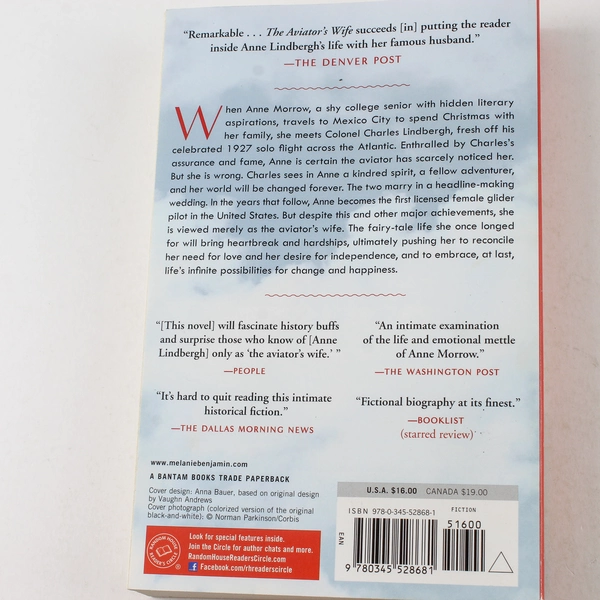 “Remarkable . . . The Aviator’s Wife succeeds [in] putting the reader
inside Anne Lindbergh’s life with her famous husband.”
—THE DENVER POST
When Anne Morrow, a shy college senior with hidden literary
aspirations, travels to Mexico City to spend Christmas with
her family, she meets Colonel Charles Lindbergh, fresh off his
celebrated 1927 solo flight across the Atlantic. Enthralled by Charles’s
assurance and fame, Anne is certain the aviator has scarcely noticed her.
But she is wrong. Charles sees in Anne a kindred spirit, a fellow adventurer,
and her world will be changed forever. The two marry in a headline-making
wedding. In the years that follow, Anne becomes the first licensed female glider
pilot in the United States. But despite this and other major achievements, she
is viewed merely as the aviator’s wife. The fairy-tale life she once longed
for will bring heartbreak and hardships, ultimately pushing her to reconcile
her need for love and her desire for independence, and to embrace, at last,
life’s infinite possibilities for change and happiness.
“[This novel] will fascinate history buffs
and surprise those who know of [Anne
Lindbergh] only as ‘the aviator’s wife.’ ”
—PEOPLE
“An intimate examination
of the life and emotional mettle
of Anne Morrow.”
—THE WASHINGTON POST
“It’s hard to quit reading this intimate
historical fiction.”
—THE DALLAS MORNING NEWS
“Fictional biography at its finest.”
—BOOKLIST
(starred review)
www.melaniebenjamin.com
A BANTAM BOOKS TRADE PAPERBACK
Cover design: Anna Bauer, based on original design
by Vaughn Andrews
Cover photograph (colorized version of the original
black-and-white): © Norman Parkinson/Corbis
Look for special features inside.
Join the Circle for author chats and more.
RandomHouseReadersCircle.com
Facebook.com/rhreaderscircle
U.S.A. $16.00 CANADA $19.00
ISBN 978-0-345-52868-1
FICTION
51600
EAN
9 780345 528681